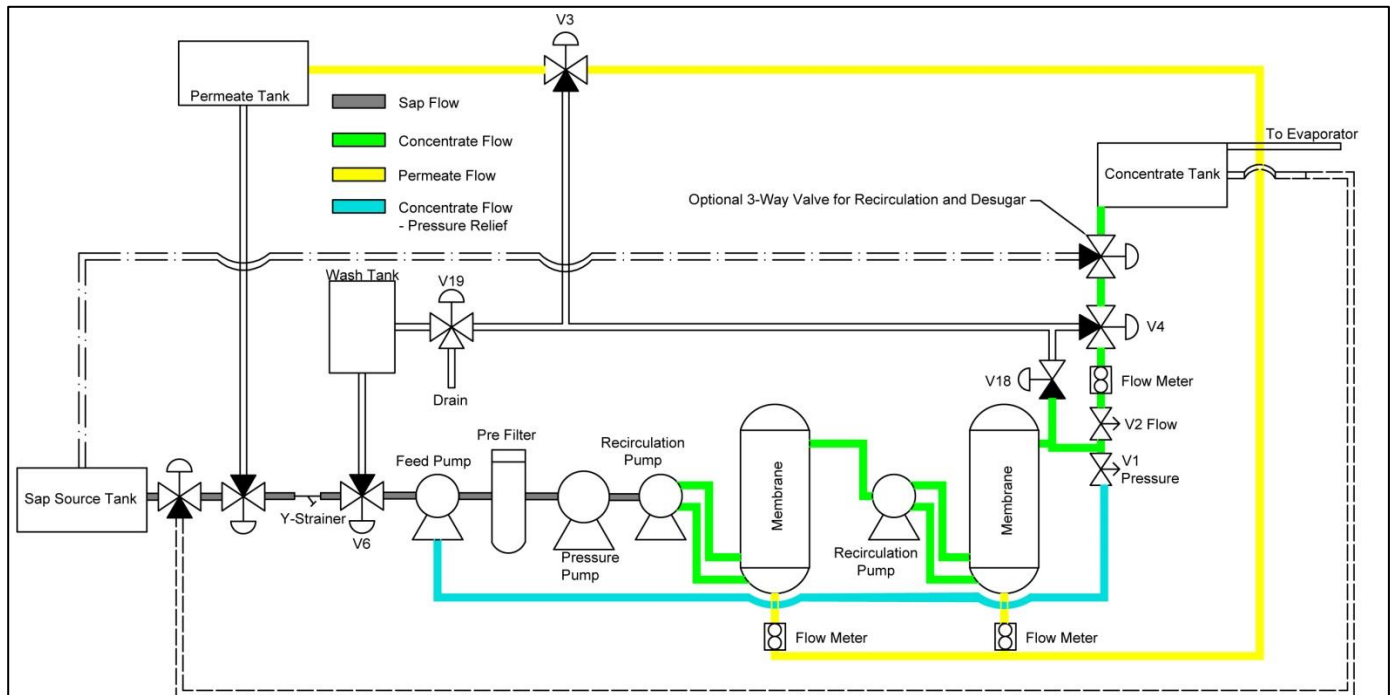 V3
Permeate Tank
Sap Flow
Concentrate Flow
Permeate Flow
Concentrate Flow
- Pressure Relief
To Evaporator
Concentrate Tank
Optional 3-Way Valve for Recirculation and Desugar
Wash Tank
V19
V4
Drain
V18
Flow Meter
V2 Flow
Pre Filter
Recirculation
Pump
Feed Pump
Membrane
Membrane
V1
Pressure
Sap Source Tank
Y-Strainer
V6
Pressure
Pump
Recirculation
Pump
Flow Meter
Flow Meter